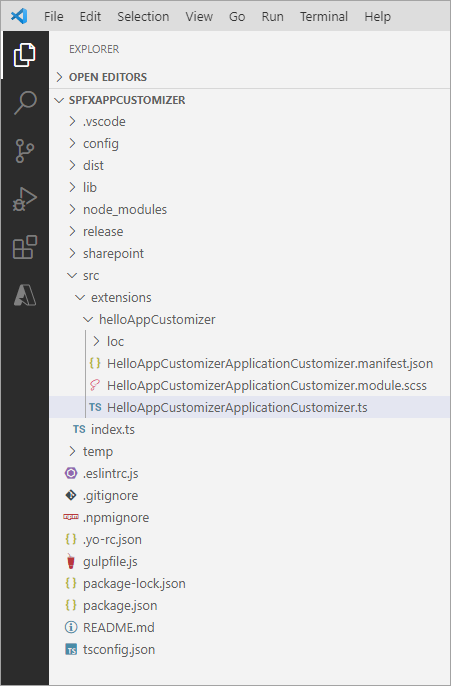 File Edit View Go Run Terminal Help
EXPLORER
OPEN EDITORS
SPFXAPPCUSTOMIZER
.vscode
config
dist
lib
node_modules
release
sharepoint
src
extensions
helloAppCustomizer
loc
{} HelloAppCustomizerApplicationCustomizer.manifest.json
HelloAppCustomizerApplicationCustomizer.module.scss
TS HelloAppCustomizerApplicationCustomizer.ts
TS index.ts
temp
.eslintrc.js
.gitignore
npm .npmignore
{} .yo-rc.json
gulpfile.js
{} package-lock.json
{} package.json
README.md
TS tsconfig.json